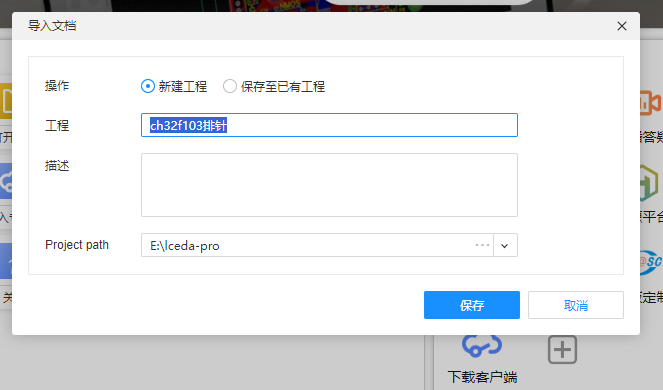 导入文档
操作
新建工程
保存至已有工程
工程
ch32f103排针
描述
Project path
E:\lceda-pro
保存
取消
下载客户端